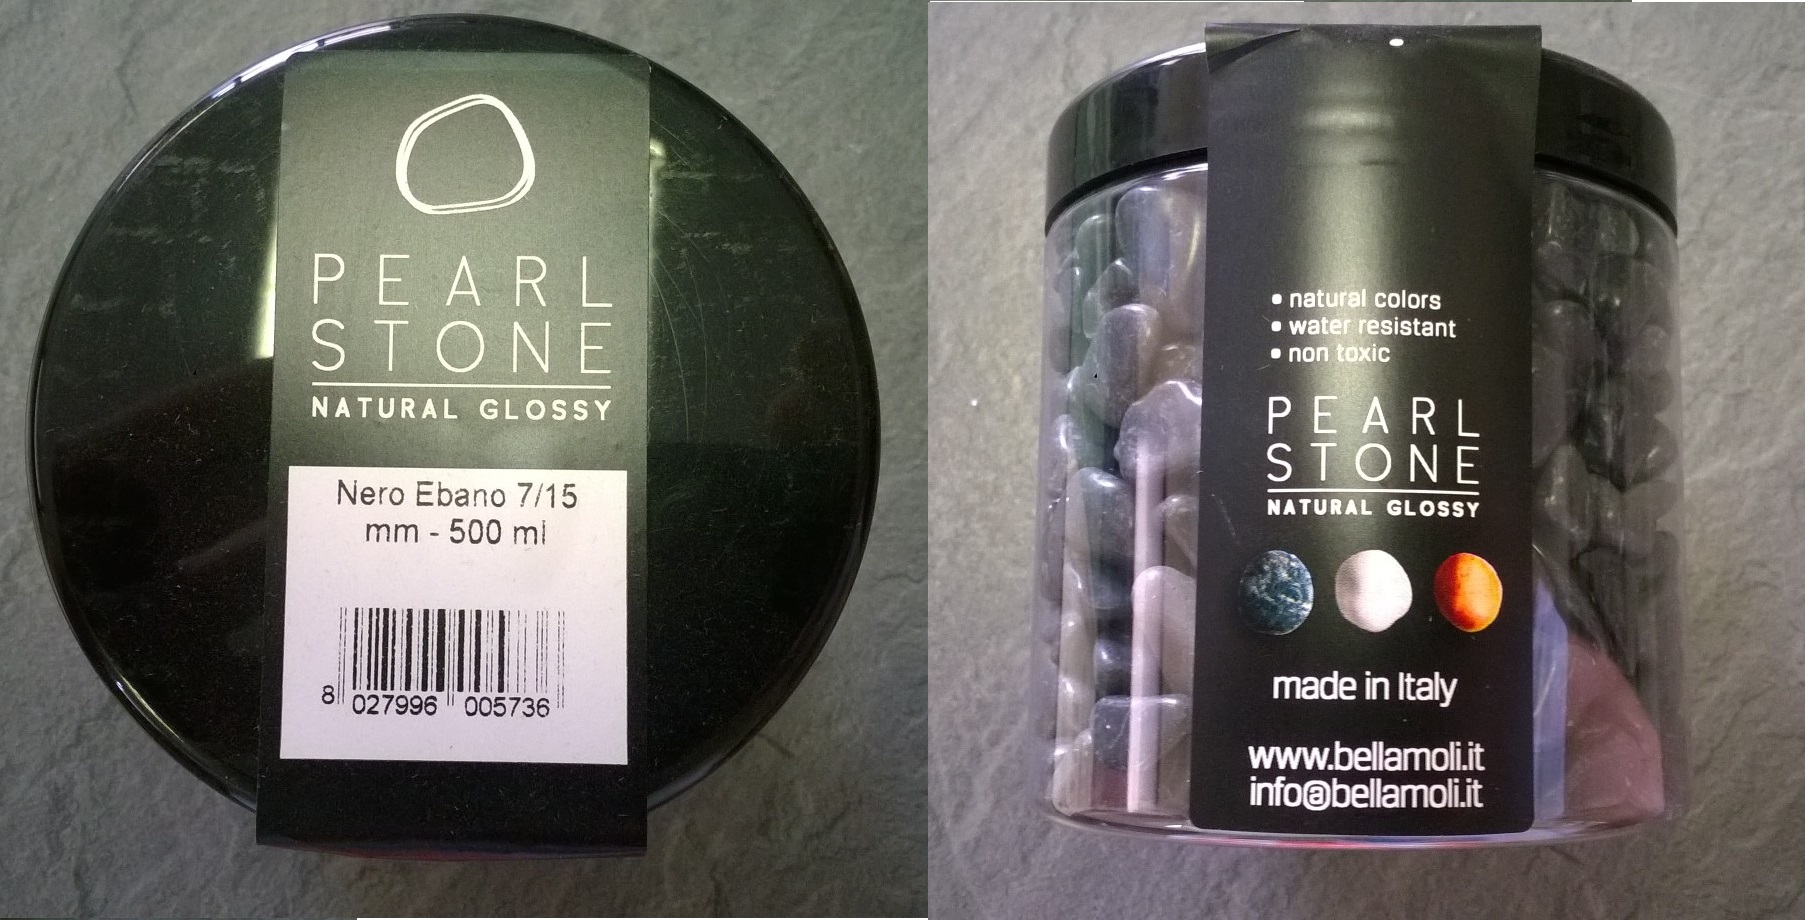 PEARL
STONE
NATURAL GLOSSY
Nero Ebano 7/15
mm - 500 ml
8 027996 005736
• natural colors
• water resistant
• non toxic
PEARL
STONE
NATURAL GLOSSY
made in Italy
www.bellamoli.it
info@bellamoli.it